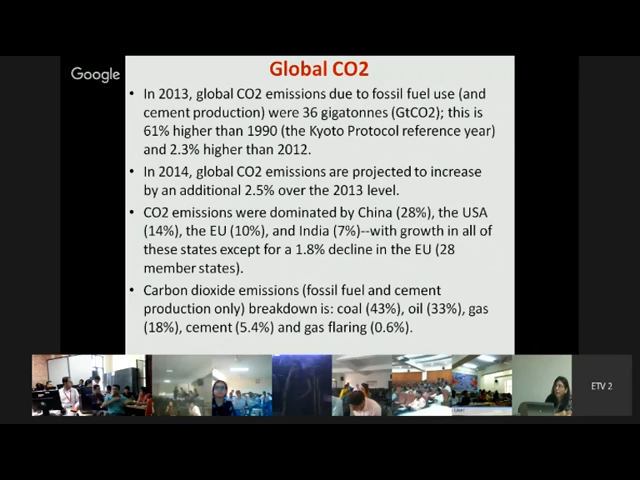 Google
Global CO2
• In 2013, global CO2 emissions due to fossil fuel use (and
cement production) were 36 gigatonnes (GtCO2); this is
61% higher than 1990 (the Kyoto Protocol reference year)
and 2.3% higher than 2012.
• In 2014, global CO2 emissions are projected to increase
by an additional 2.5% over the 2013 level.
• CO2 emissions were dominated by China (28%), the USA
(14%), the EU (10%), and India (7%)--with growth in all of
these states except for a 1.8% decline in the EU (28
member states).
• Carbon dioxide emissions (fossil fuel and cement
production only) breakdown is: coal (43%), oil (33%), gas
(18%), cement (5.4%) and gas flaring (0.6%).
ETV 2